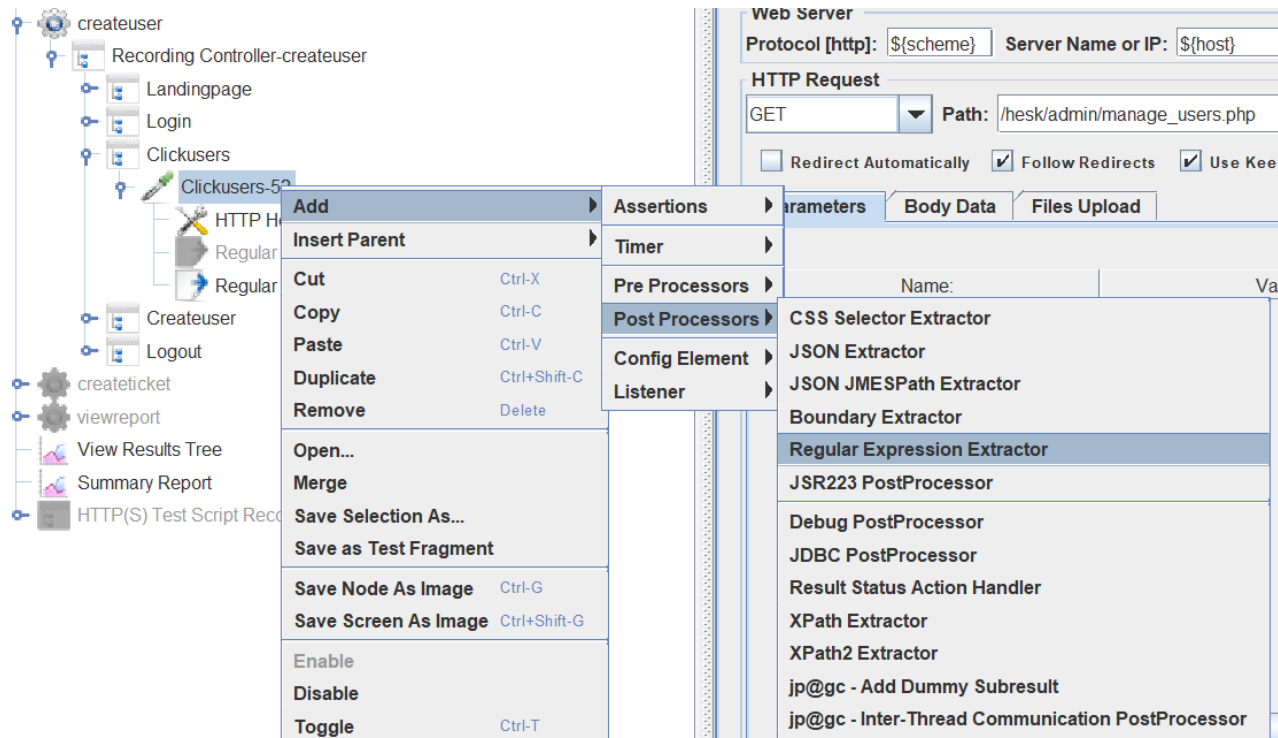 createuser
Recording Controller-createuser
Landingpage
Login
Clickusers
Clickusers-52
HTTP He
Regular
Regular
Createuser
Logout
createticket
viewreport
View Results Tree
Summary Report
HTTP(S) Test Script Reco
Add
Insert Parent
Cut Ctrl-X
Copy Ctrl-C
Paste Ctrl-V
Duplicate Ctrl+Shift-C
Remove Delete
Open...
Merge
Save Selection As...
Save as Test Fragment
Save Node As Image Ctrl-G
Save Screen As Image Ctrl+Shift-G
Enable
Disable
Toggle Ctrl-T
Assertions
Timer
Pre Processors
Post Processors
Config Element
Listener
CSS Selector Extractor
JSON Extractor
JSON JMESPath Extractor
Boundary Extractor
Regular Expression Extractor
JSR223 PostProcessor
Debug PostProcessor
JDBC PostProcessor
Result Status Action Handler
XPath Extractor
XPath2 Extractor
jp@gc - Add Dummy Subresult
jp@gc - Inter-Thread Communication PostProcessor
Web Server
Protocol [http]: ${scheme} Server Name or IP: ${host}
HTTP Request
GET Path: /hesk/admin/manage_users.php
Redirect Automatically Follow Redirects Use Kee
arameters Body Data Files Upload
Name: Va